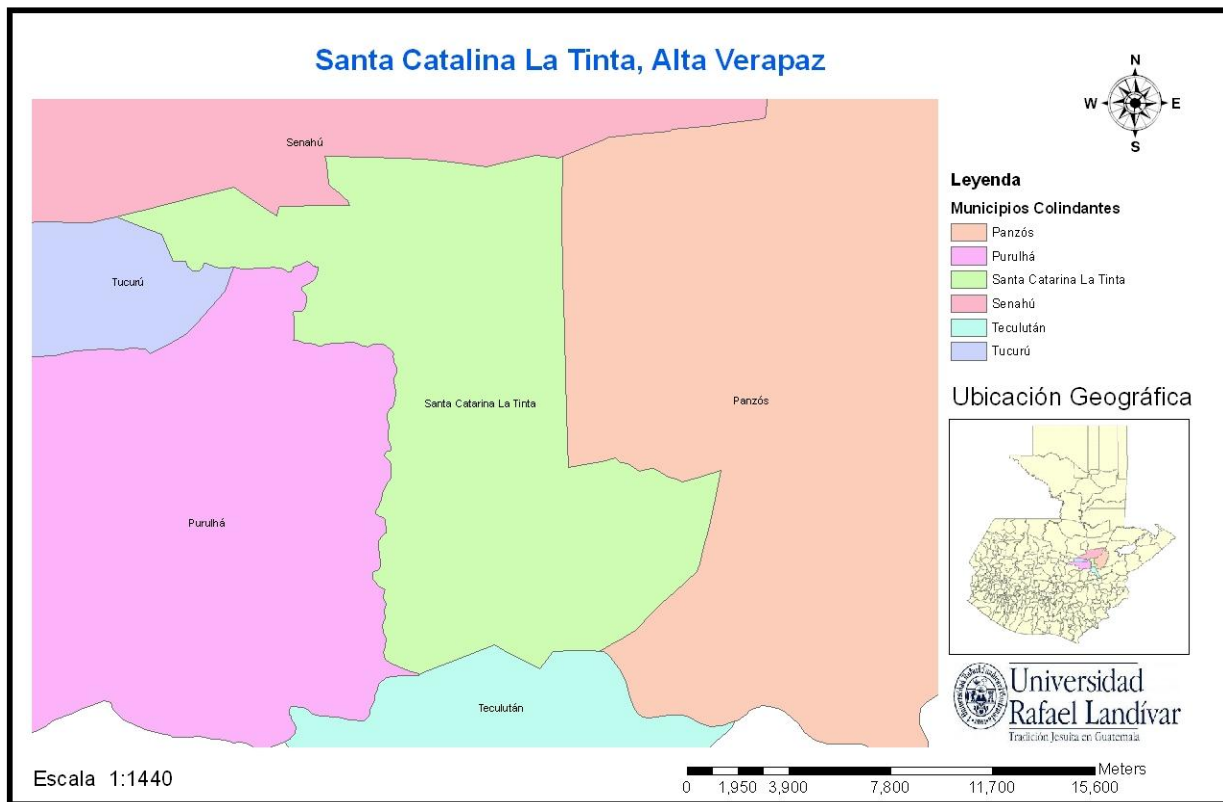 Santa Catalina La Tinta, Alta Verapaz
N
W
E
S
Senahú
Tucurú
Santa Catarina La Tinta
Panzós
Purulhá
Teculután
Leyenda
Municipios Colindantes
Panzós
Purulhá
Santa Catarina La Tinta
Senahú
Teculután
Tucurú
Ubicación Geográfica
Universidad
Rafael Landívar
Tradición Jesuita en Guatemala
Escala 1:1440
Meters
0 1,950 3,900 7,800 11,700 15,600